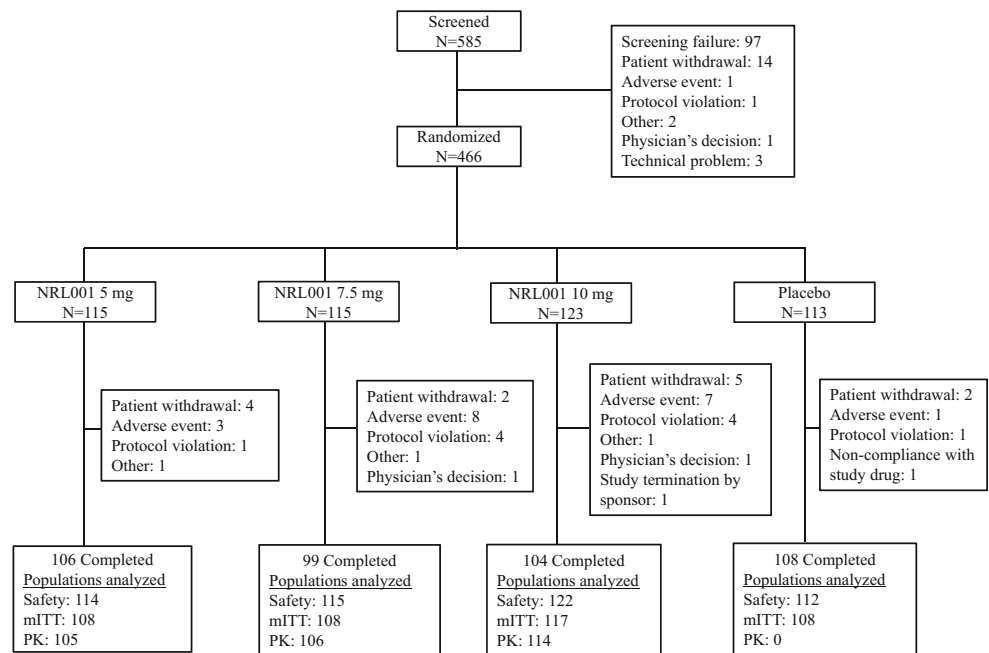 Screened
N=585
Screening failure: 97
Patient withdrawal: 14
Adverse event: 1
Protocol violation: 1
Other: 2
Physician's decision: 1
Technical problem: 3
Randomized
N=466
NRL001 5 mg
N=115
NRL001 7.5 mg
N=115
NRL001 10 mg
N=123
Placebo
N=113
Patient withdrawal: 4
Adverse event: 3
Protocol violation: 1
Other: 1
Patient withdrawal: 2
Adverse event: 8
Protocol violation: 4
Other: 1
Physician's decision: 1
Patient withdrawal: 5
Adverse event: 7
Protocol violation: 4
Other: 1
Physician's decision: 1
Study termination by
sponsor: 1
Patient withdrawal: 2
Adverse event: 1
Protocol violation: 1
Non-compliance with
study drug: 1
106 Completed
Populations analyzed
Safety: 114
mITT: 108
PK: 105
99 Completed
Populations analyzed
Safety: 115
mITT: 108
PK: 106
104 Completed
Populations analyzed
Safety: 122
mITT: 117
PK: 114
108 Completed
Populations analyzed
Safety: 112
mITT: 108
PK: 0